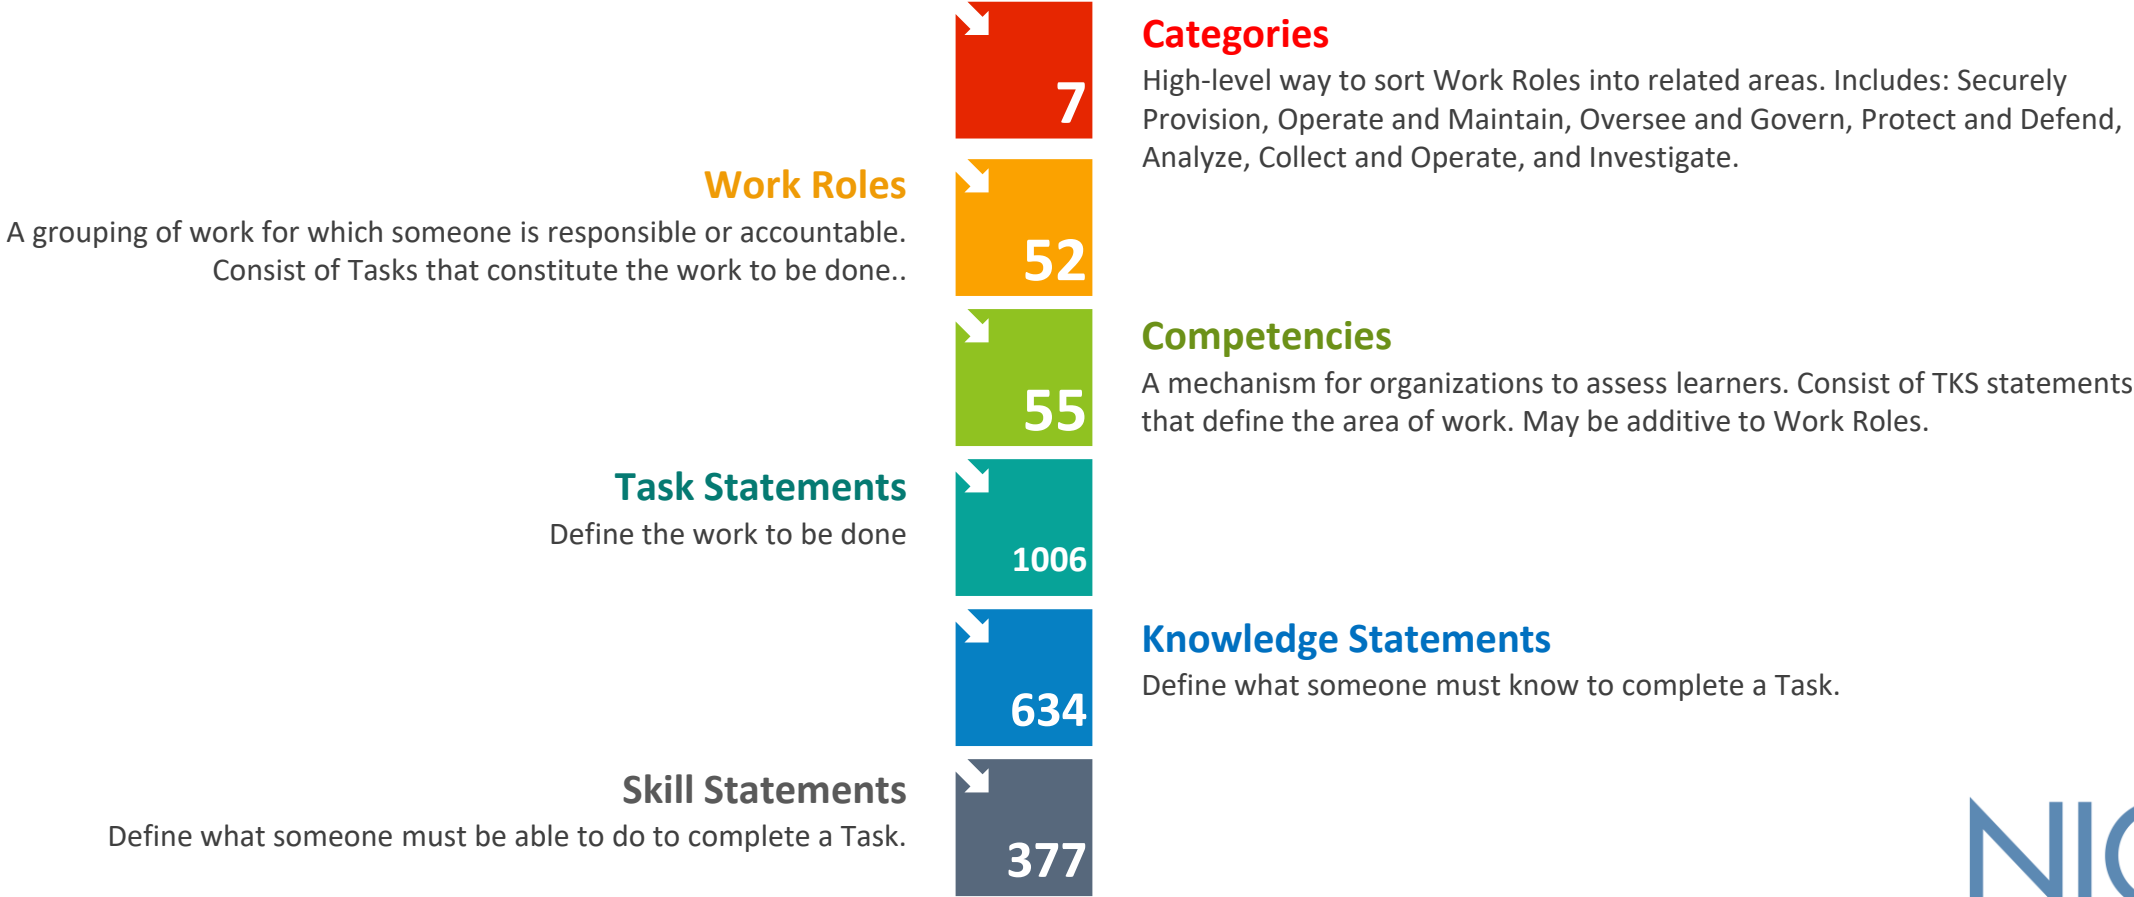 Categories
7
High-level way to sort Work Roles into related areas. Includes: Securely
Provision, Operate and Maintain, Oversee and Govern, Protect and Defend,
Analyze, Collect and Operate, and Investigate.
Work Roles
A grouping of work for which someone is responsible or accountable.
Consist of Tasks that constitute the work to be done..
52
Competencies
55
A mechanism for organizations to assess learners. Consist of TKS statements
that define the area of work. May be additive to Work Roles.
Task Statements
Define the work to be done
1006
Knowledge Statements
634
Define what someone must know to complete a Task.
Skill Statements
Define what someone must be able to do to complete a Task.
377